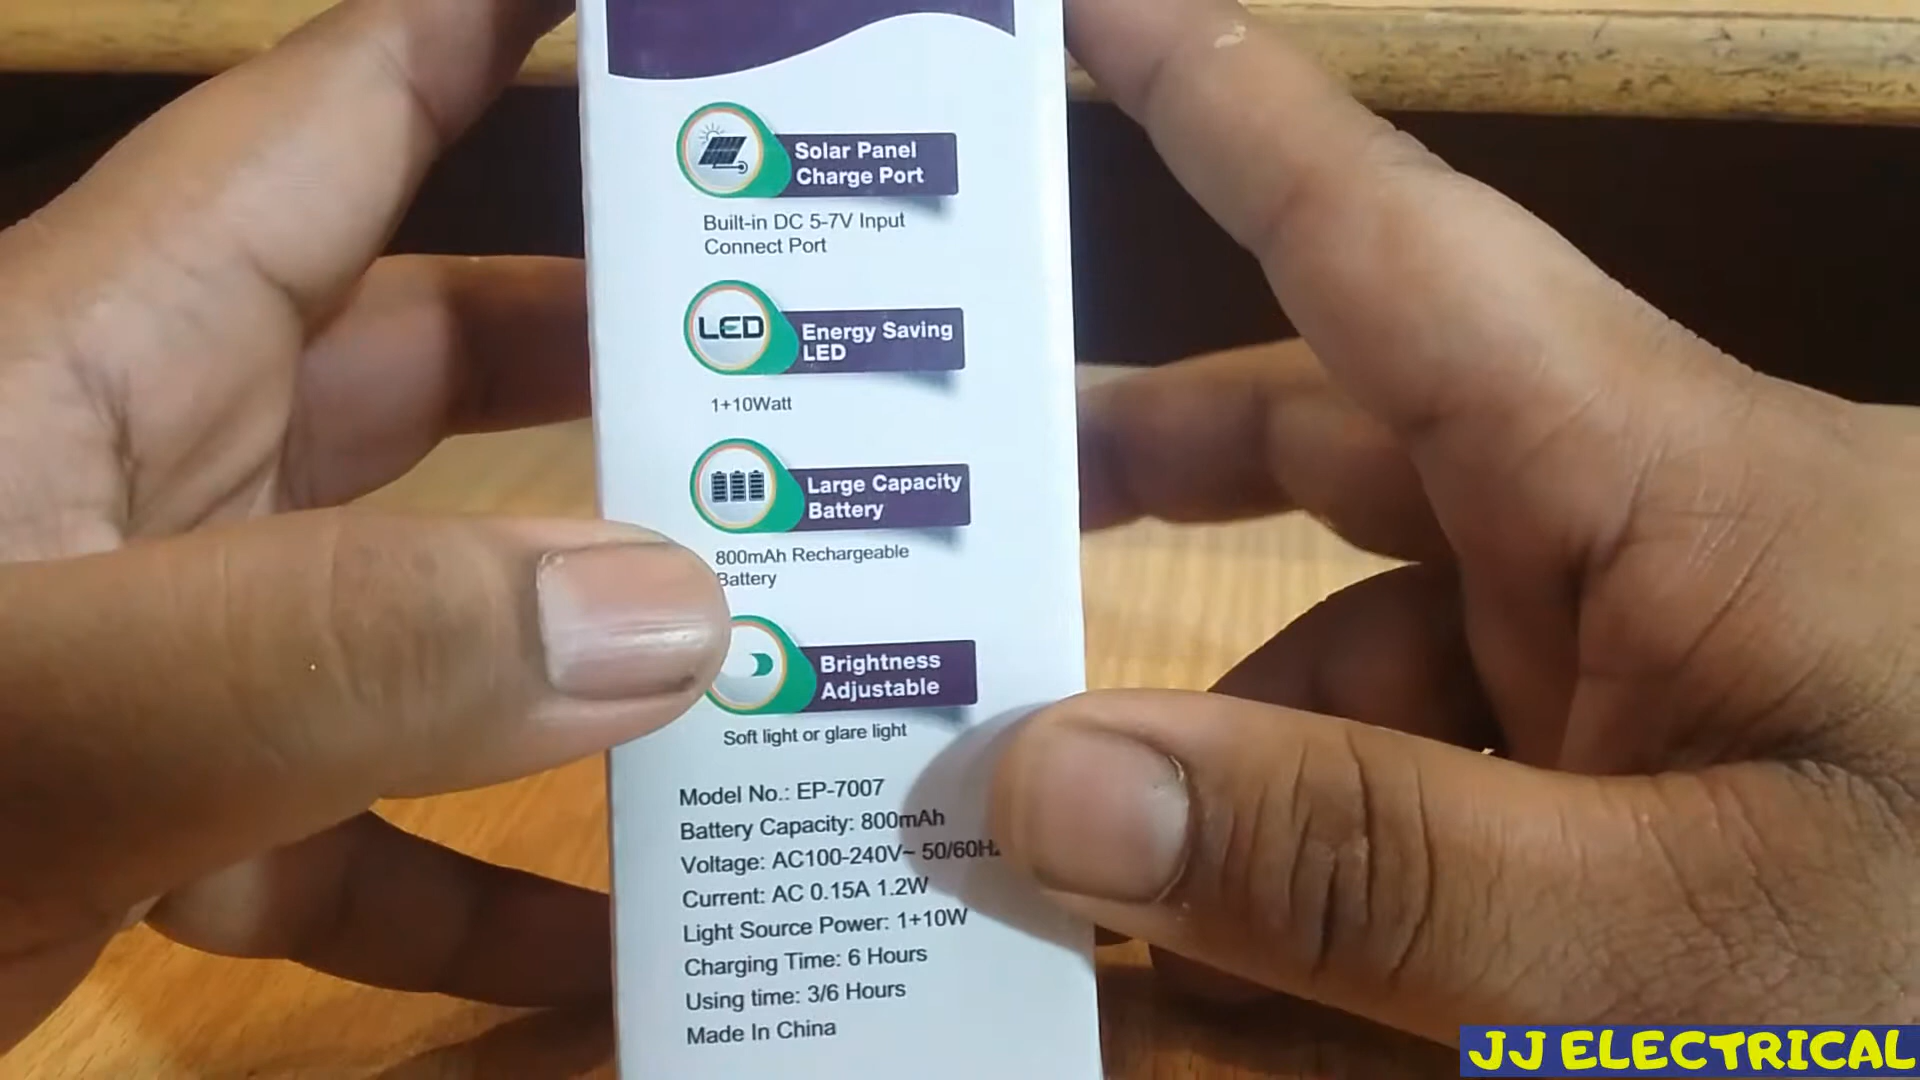 Solar Panel
Charge Port
Built-in DC 5-7V Input
Connect Port
LED
Energy Saving
LED
1+10Watt
Large Capacity
Battery
800mAh Rechargeable
Battery
Brightness
Adjustable
Soft light or glare light
Model No.: EP-7007
Battery Capacity: 800mAh
Voltage: AC100-240V~ 50/60Hz
Current: AC 0.15A 1.2W
Light Source Power: 1+10W
Charging Time: 6 Hours
Using time: 3/6 Hours
Made In China
JJ ELECTRICAL